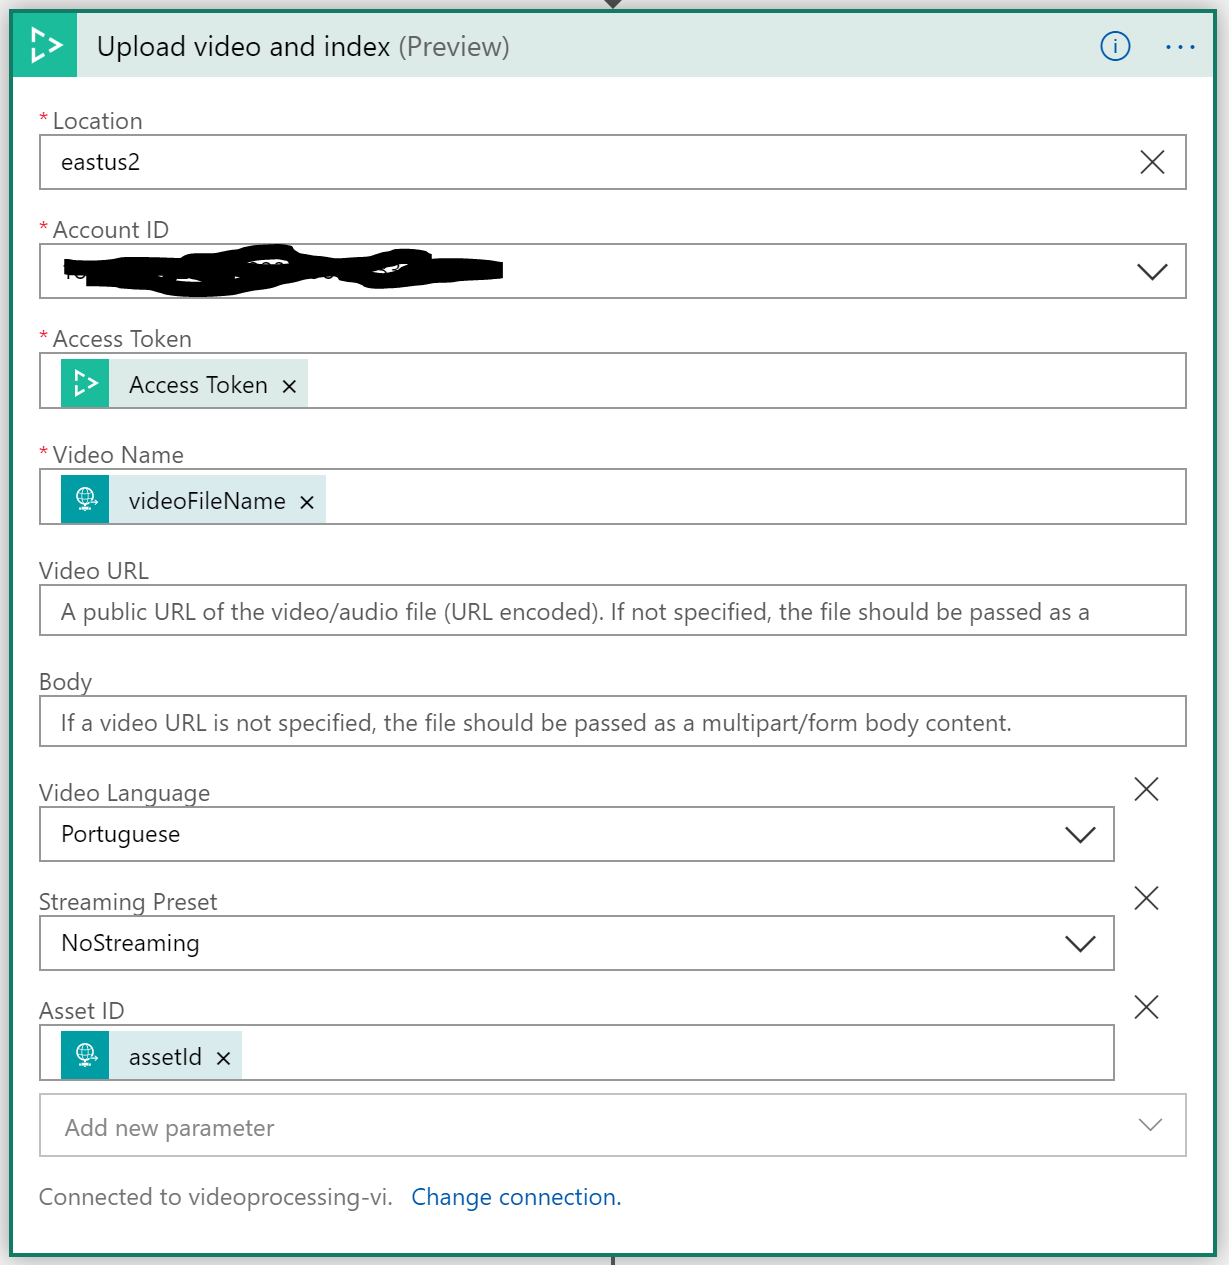 Upload video and index (Preview)
* Location
eastus2
* Account ID
* Access Token
Access Token
* Video Name
videoFileName
Video URL
A public URL of the video/audio file (URL encoded). If not specified, the file should be passed as a
Body
If a video URL is not specified, the file should be passed as a multipart/form body content.
Video Language
Portuguese
Streaming Preset
NoStreaming
Asset ID
assetId
Add new parameter
Connected to videoprocessing-vi. Change connection.